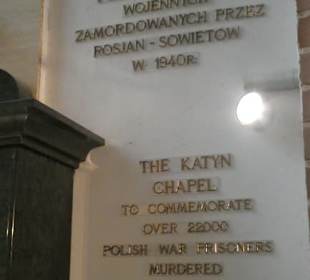 WOJENNYCH
ZAMORDOWANYCH PRZEZ
ROSJAN - SOWIETÓW
W 1940R.
THE KATYN
CHAPEL
TO COMMEMORATE
OVER 22000
POLISH WAR PRISONERS
MURDERED